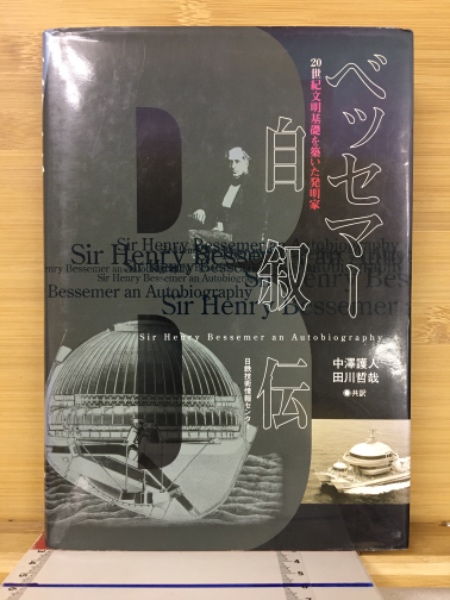 ベッセマー
自叙伝
20世紀文明基礎を築いた発明家
Sir Henry Bessemer an Autobiography
Sir Henry Bessemer an Autobiography
Sir Henry Bessemer an Autobiography
Sir Henry Bessemer
Bessemer an Autobiography
Sir Henry Bessemer
Sir Henry Bessemer an Autobiography
中澤護人
田川哲哉
●共訳
日鉄技術情報センター